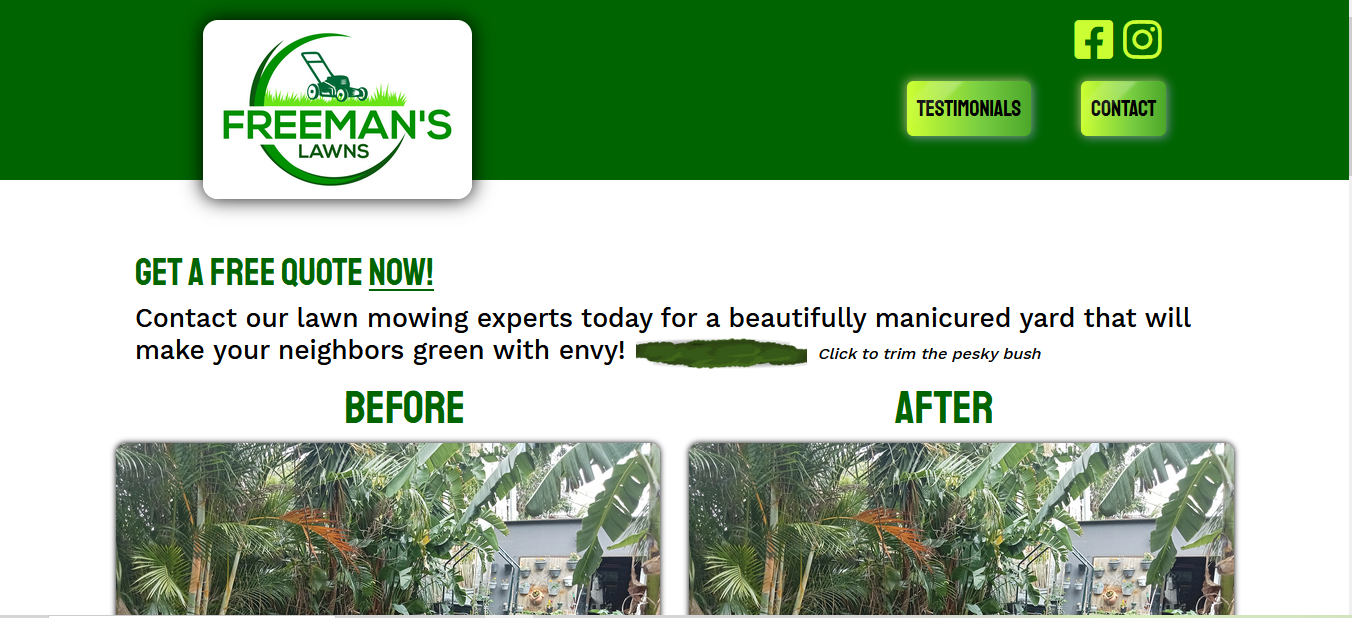 FREEMAN'S
LAWNS
TESTIMONIALS
CONTACT
GET A FREE QUOTE NOW!
Contact our lawn mowing experts today for a beautifully manicured yard that will
make your neighbors green with envy!
Click to trim the pesky bush
BEFORE
AFTER